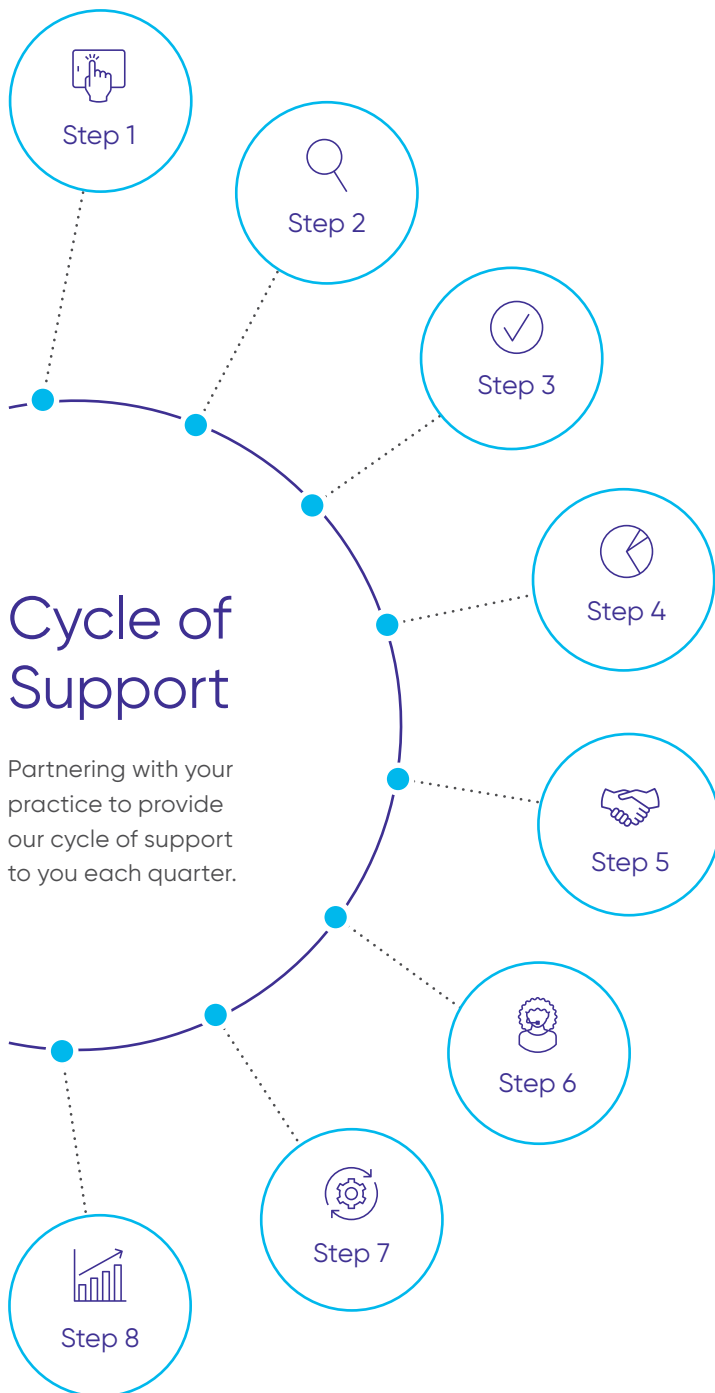 Step 1
Step 2
Step 3
Step 4
Cycle of
Support
Partnering with your
practice to provide
our cycle of support
to you each quarter.
Step 5
Step 6
Step 7
Step 8